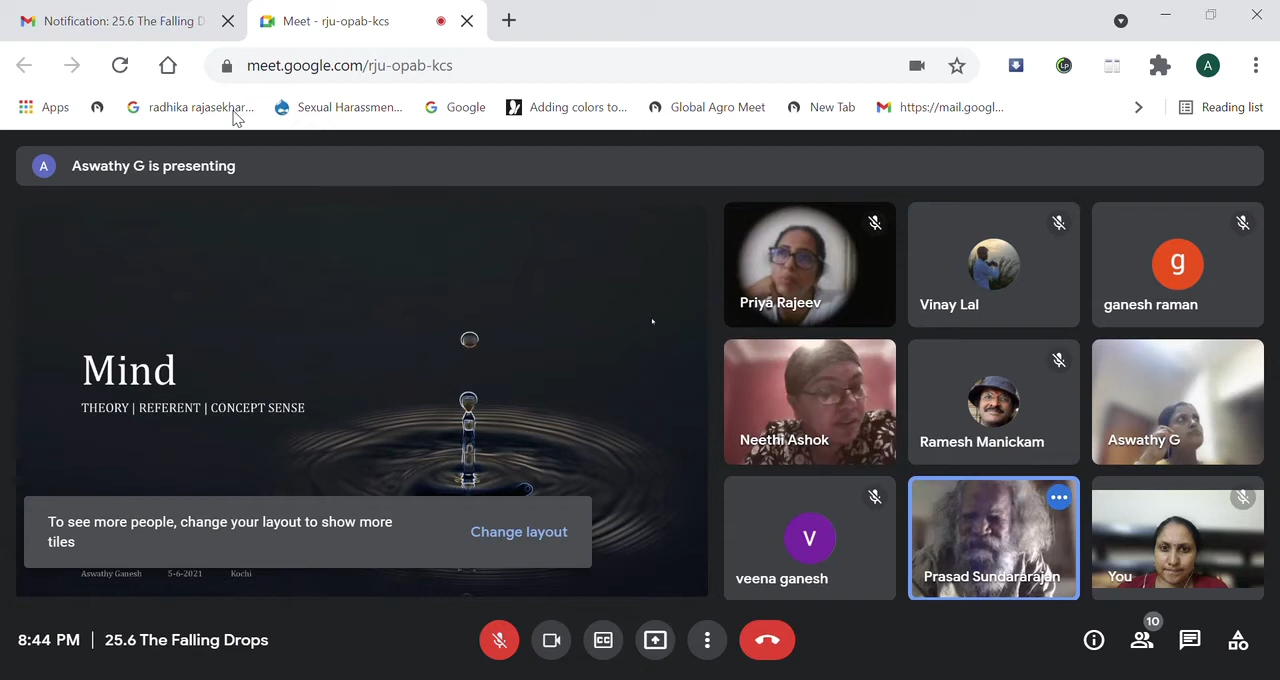 Notification: 25.6 The Falling D
Meet - rju-opab-kcs
meet.google.com/rju-opab-kcs
A
Apps
radhika rajasekhar...
Sexual Harassmen...
Google
Adding colors to...
Global Agro Meet
New Tab
https://mail.googl...
Reading list
A
Aswathy G is presenting
Mind
THEORY | REFERENT | CONCEPT SENSE
To see more people, change your layout to show more
tiles
Change layout
Aswathy Ganesh 5-6-2021 Kochi
Priya Rajeev
Vinay Lal
g
ganesh raman
Neethi Ashok
Ramesh Manickam
Aswathy G
V
veena ganesh
Prasad Sundararajan
You
8:44 PM | 25.6 The Falling Drops
10